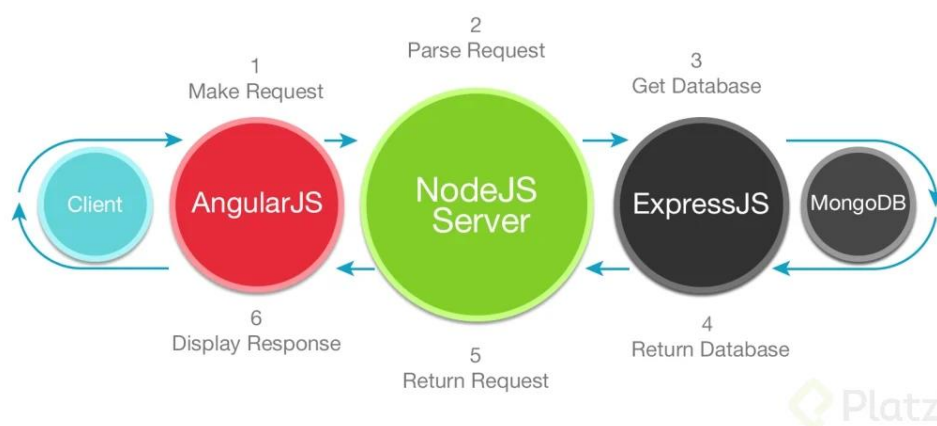 1
Make Request
2
Parse Request
3
Get Database
Client
AngularJS
NodeJS
Server
ExpressJS
MongoDB
6
Display Response
5
Return Request
4
Return Database
Platz